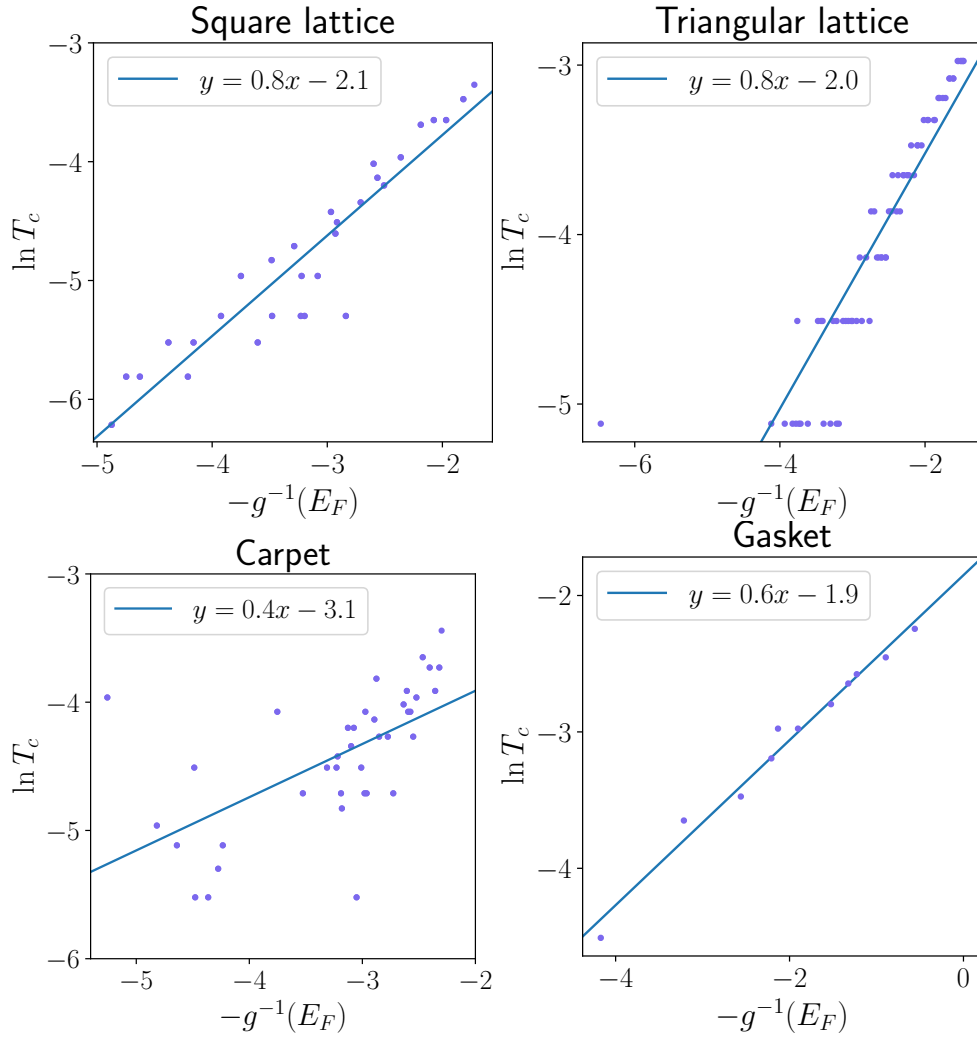 Square lattice
y = 0.8x − 2.1
−3
−4
−5
−6
ln T_c
−5 −4 −3 −2
−g^{-1}(E_F)
Triangular lattice
y = 0.8x − 2.0
−3
−4
−5
ln T_c
−6 −4 −2
−g^{-1}(E_F)
Carpet
y = 0.4x − 3.1
−3
−4
−5
−6
ln T_c
−5 −4 −3 −2
−g^{-1}(E_F)
Gasket
y = 0.6x − 1.9
−2
−3
−4
ln T_c
−4 −2 0
−g^{-1}(E_F)